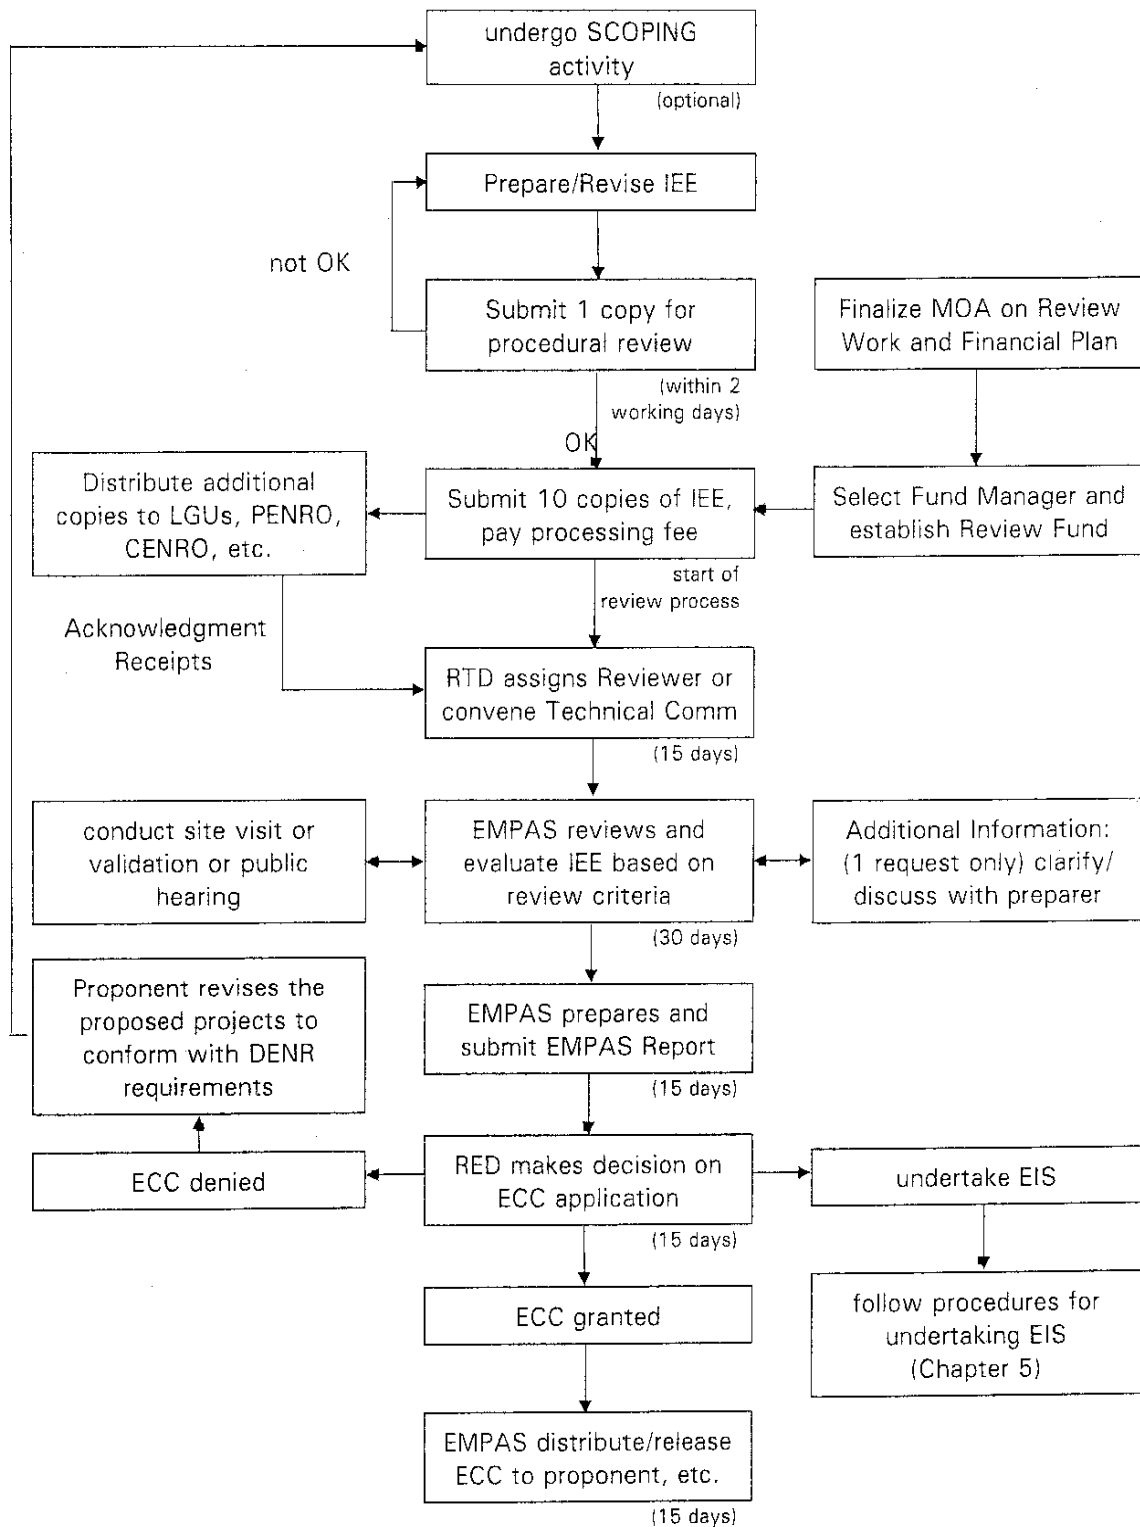 undergo SCOPING
activity
(optional)
Prepare/Revise IEE
not OK
Submit 1 copy for
procedural review
Finalize MOA on Review
Work and Financial Plan
(within 2
working days)
OK
Distribute additional
copies to LGUs, PENRO,
CENRO, etc.
Submit 10 copies of IEE,
pay processing fee
Select Fund Manager and
establish Review Fund
start of
review process
Acknowledgment
Receipts
RTD assigns Reviewer or
convene Technical Comm
(15 days)
conduct site visit or
validation or public
hearing
EMPAS reviews and
evaluate IEE based on
review criteria
Additional Information:
(1 request only) clarify/
discuss with preparer
(30 days)
Proponent revises the
proposed projects to
conform with DENR
requirements
EMPAS prepares and
submit EMPAS Report
(15 days)
ECC denied
RED makes decision on
ECC application
undertake EIS
(15 days)
ECC granted
follow procedures for
undertaking EIS
(Chapter 5)
EMPAS distribute/release
ECC to proponent, etc.
(15 days)